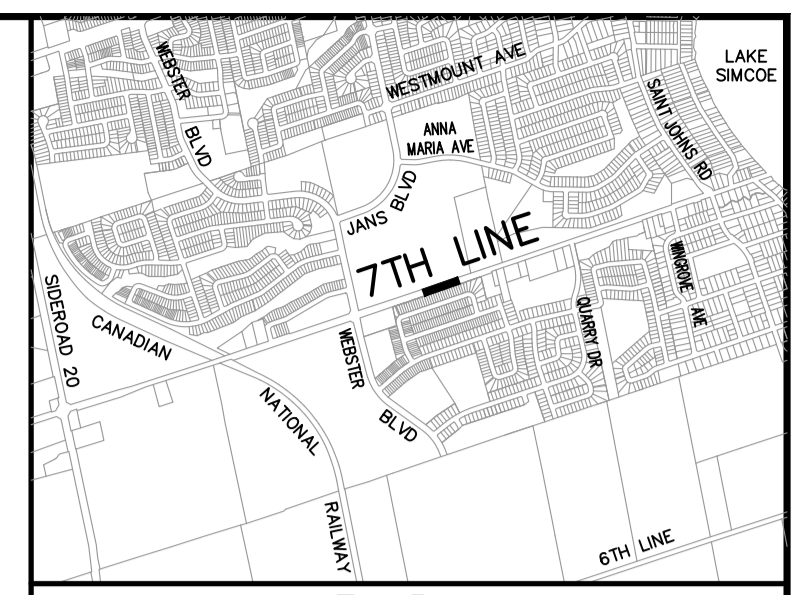 WEBSTER
BLVD
WESTMOUNT AVE
LAKE
SIMCOE
ANNA
MARIA AVE
SAINT JOHNS RD
JANS BLVD
7TH LINE
WINGROVE AVE
SIDEROAD 20
CANADIAN
NATIONAL
RAILWAY
WEBSTER
BLVD
QUARRY DR
6TH LINE